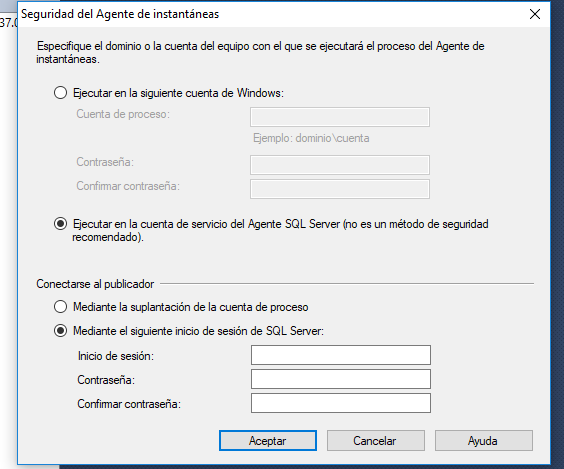 37.0
Seguridad del Agente de instantáneas
Especifique el dominio o la cuenta del equipo con el que se ejecutará el proceso del Agente de
instantáneas.
Ejecutar en la siguiente cuenta de Windows:
Cuenta de proceso:
Ejemplo: dominio\cuenta
Contraseña:
Confirmar contraseña:
Ejecutar en la cuenta de servicio del Agente SQL Server (no es un método de seguridad
recomendado).
Conectarse al publicador
Mediante la suplantación de la cuenta de proceso
Mediante el siguiente inicio de sesión de SQL Server:
Inicio de sesión:
Contraseña:
Confirmar contraseña:
Aceptar Cancelar Ayuda